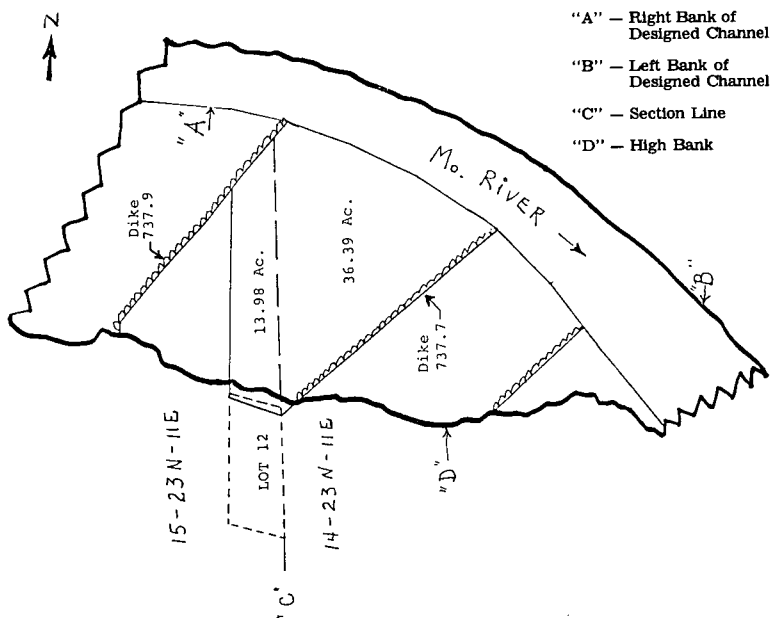 N
"A" — Right Bank of
Designed Channel
"B" — Left Bank of
Designed Channel
"C" — Section Line
"D" — High Bank
"A"
Mo. RIVER
"B"
Dike
737.9
13.98 Ac.
36.39 Ac.
Dike
737.7
LOT 12
15-23N-11E
14-23N-11E
"D"
"C"